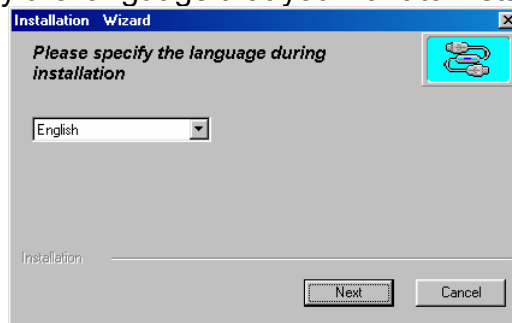 Installation Wizard
Please specify the language during
installation
English
Installation
Next
Cancel